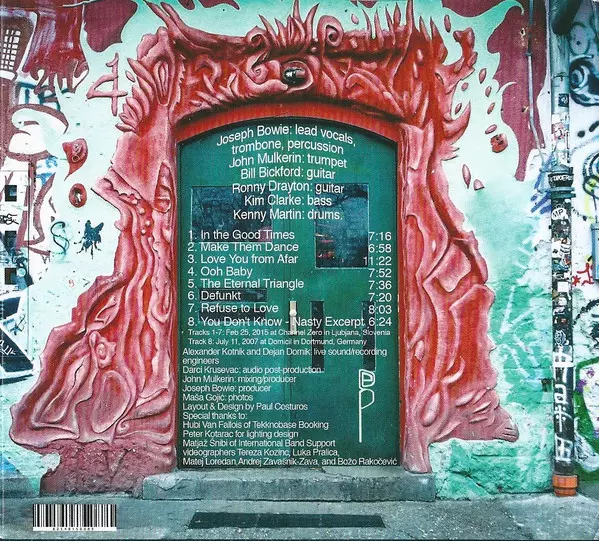 4
Joseph Bowie: lead vocals,
trombone, percussion
John Mulkerin: trumpet
Bill Bickford: guitar
Ronny Drayton: guitar
Kim Clarke: bass
Kenny Martin: drums.
1. In the Good Times 7:16
2. Make Them Dance 6:58
3. Love You from Afar 11:22
4. Ooh Baby 7:52
5. The Eternal Triangle 7:36
6. Defunkt 7:20
7. Refuse to Love 8:03
8. You Don't Know - Nasty Excerpt 6:24
• Tracks 1-7: Feb 25, 2015 at Channel Zero in Ljubjana, Slovenia
Track 8: July 11, 2007 at Domicil in Dortmund, Germany
Alexander Kotnik and Dejan Dornik: live sound/recording
engineers
Darci Krusevac: audio post-production
John Mulkerin: mixing/producer
Joseph Bowie: producer
Maša Gojić: photos
Layout & Design by Paul Costuros
Special thanks to:
Hubi Van Fallois of Tekknobase Booking
Peter Kotarac for lighting design
Matjaž Snibi of International Band Support
videographers Tereza Kozinc, Luka Pralica,
Matej Loredan,Andrej Zavašnik-Zava, and Božo Rakočević